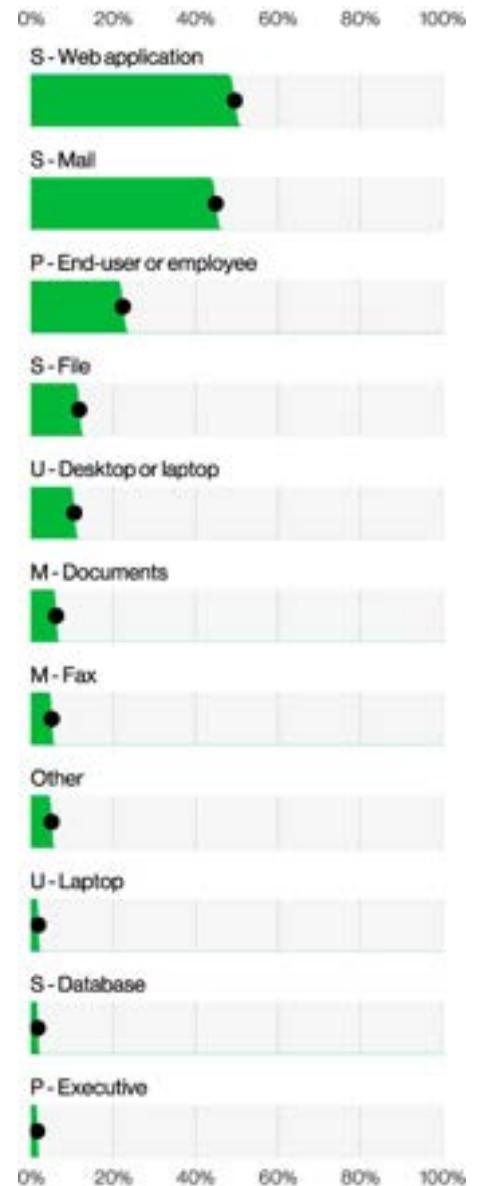 0% 20% 40% 60% 80% 100%
S - Web application
S - Mail
P - End-user or employee
S - File
U - Desktop or laptop
M - Documents
M - Fax
Other
U - Laptop
S - Database
P - Executive
0% 20% 40% 60% 80% 100%